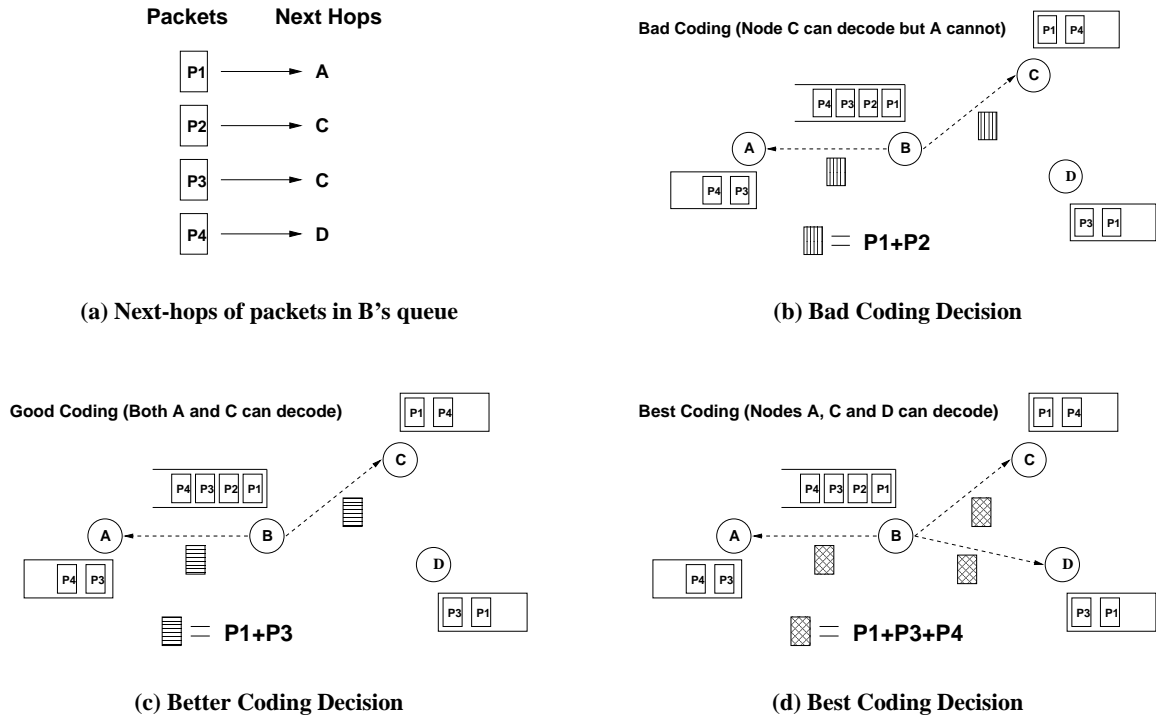 Packets Next Hops
P1 A
P2 C
P3 C
P4 D
(a) Next-hops of packets in B's queue
Bad Coding (Node C can decode but A cannot)
P1 P4
C
P4 P3 P2 P1
A
B
D
P4 P3
P3 P1
= P1+P2
(b) Bad Coding Decision
Good Coding (Both A and C can decode)
P1 P4
C
P4 P3 P2 P1
A
B
D
P4 P3
P3 P1
= P1+P3
(c) Better Coding Decision
Best Coding (Nodes A, C and D can decode)
P1 P4
C
P4 P3 P2 P1
A
B
D
P4 P3
P3 P1
= P1+P3+P4
(d) Best Coding Decision